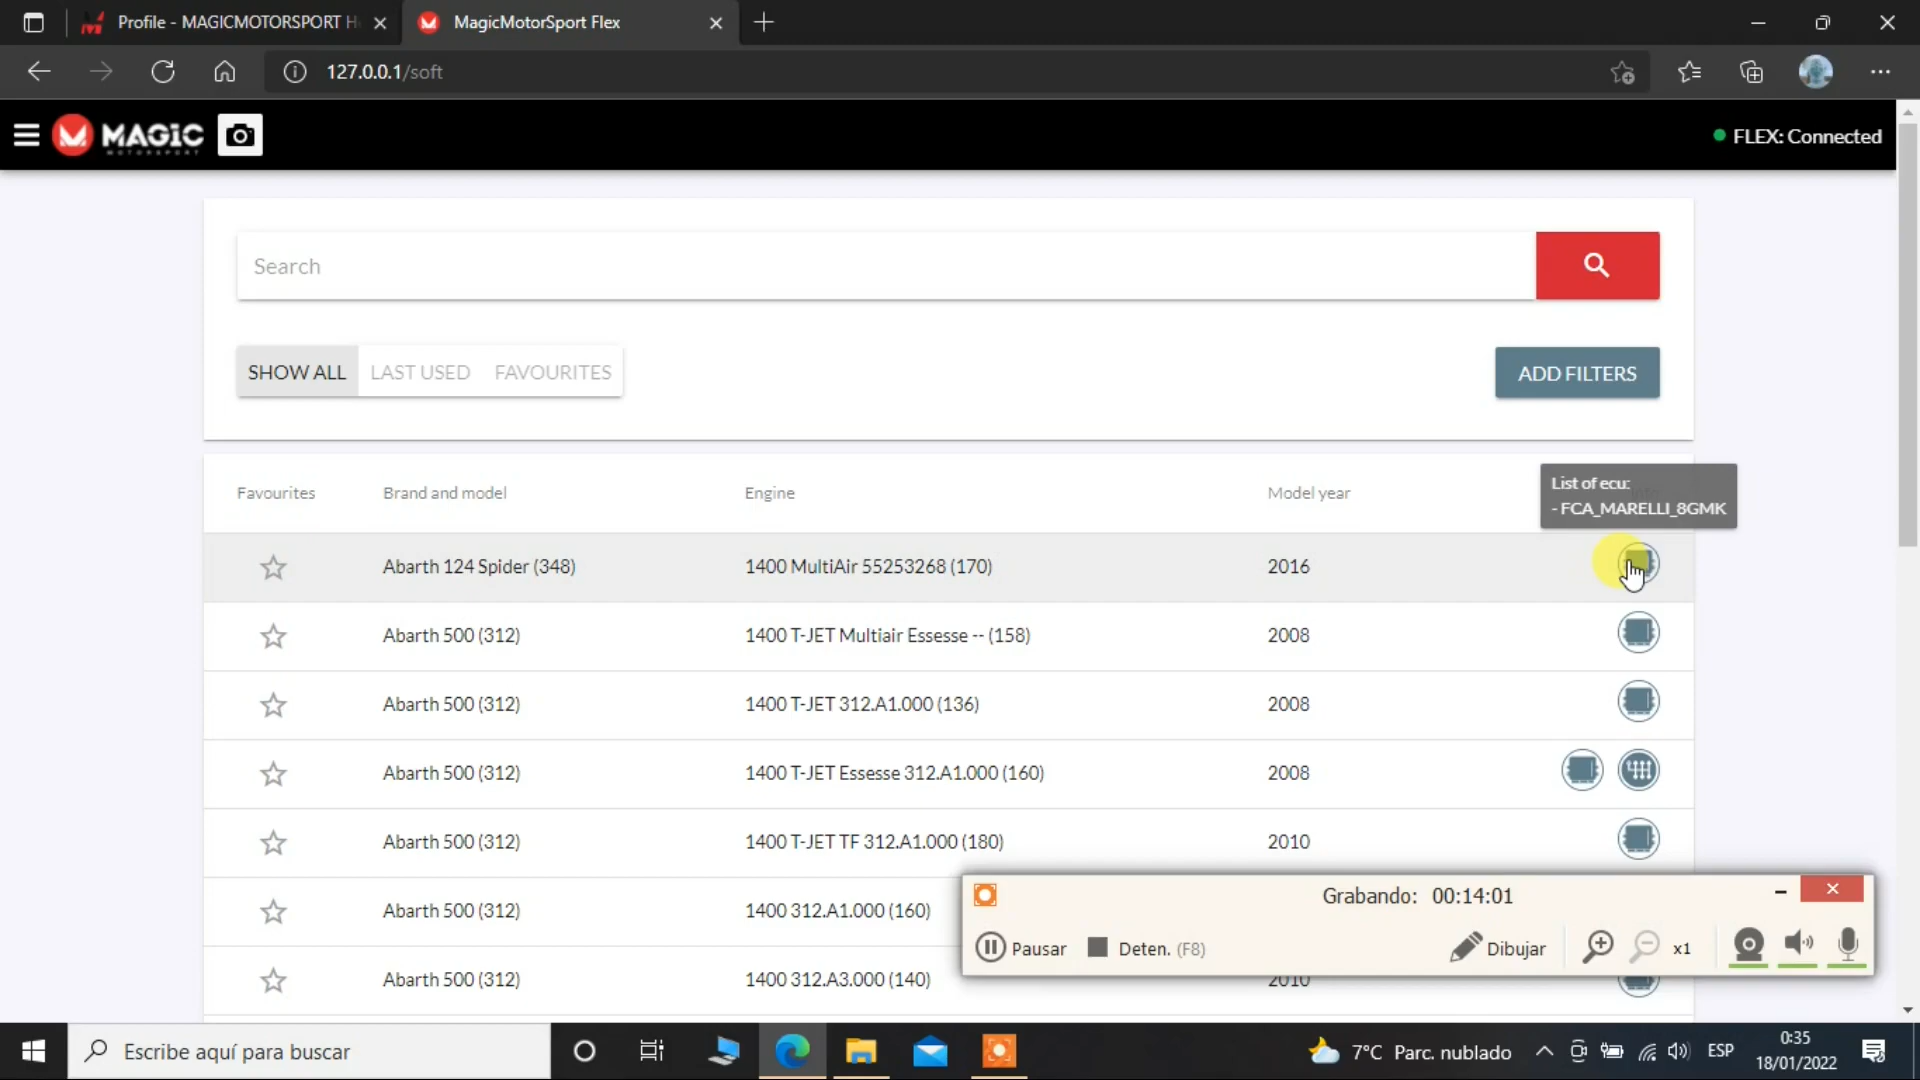 Profile - MAGICMOTORSPORT H
MagicMotorSport Flex
127.0.0.1/soft
MAGIC
MOTORSPORT
FLEX: Connected
Search
SHOW ALL
LAST USED
FAVOURITES
ADD FILTERS
Favourites
Brand and model
Engine
Model year
List of ecu:
- FCA_MARELLI_8GMK
Abarth 124 Spider (348)
1400 MultiAir 55253268 (170)
2016
Abarth 500 (312)
1400 T-JET Multiair Essesse -- (158)
2008
Abarth 500 (312)
1400 T-JET 312.A1.000 (136)
2008
Abarth 500 (312)
1400 T-JET Essesse 312.A1.000 (160)
2008
Abarth 500 (312)
1400 T-JET TF 312.A1.000 (180)
2010
Abarth 500 (312)
1400 312.A1.000 (160)
Abarth 500 (312)
1400 312.A3.000 (140)
2010
Grabando: 00:14:01
Pausar
Deten. (F8)
Dibujar
x1
Escribe aquí para buscar
7°C Parc. nublado
ESP
0:35
18/01/2022